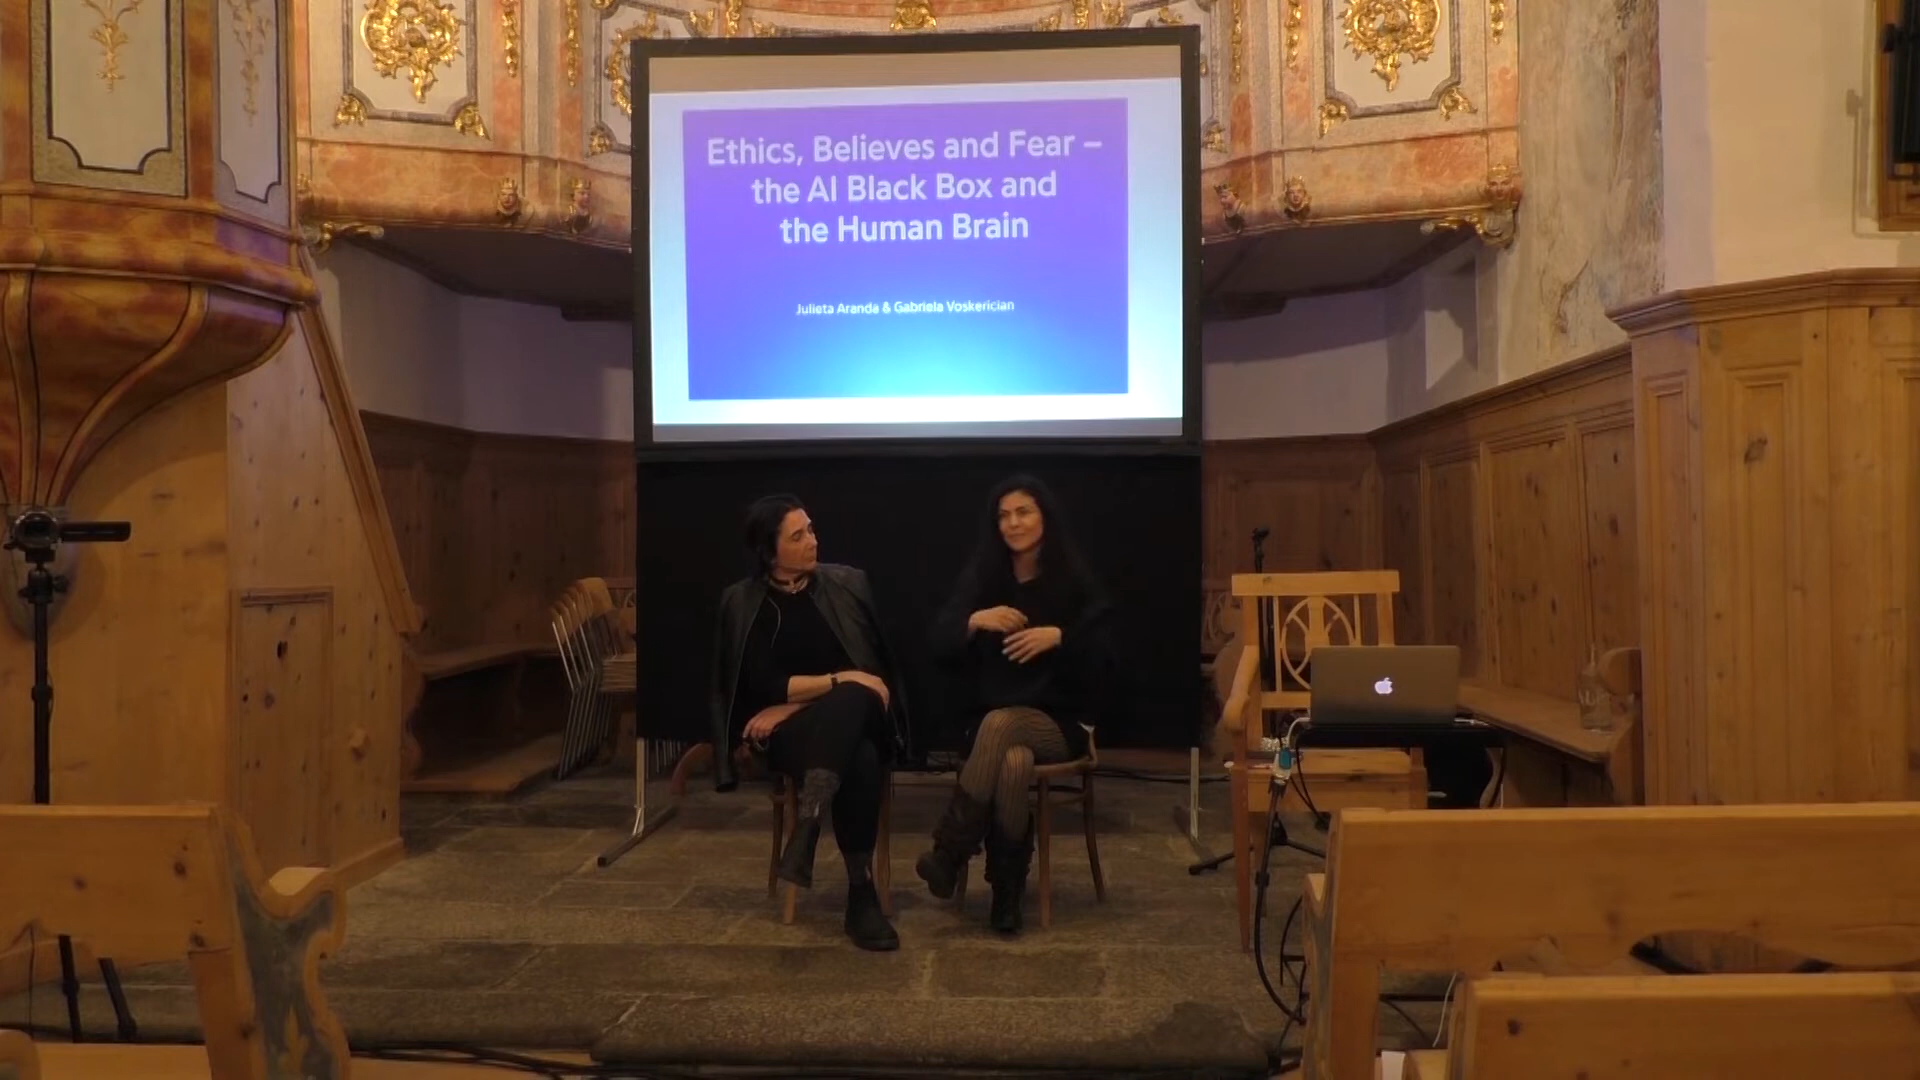 Ethics, Believes and Fear –
the AI Black Box and
the Human Brain
Julieta Aranda & Gabriela Voskerician